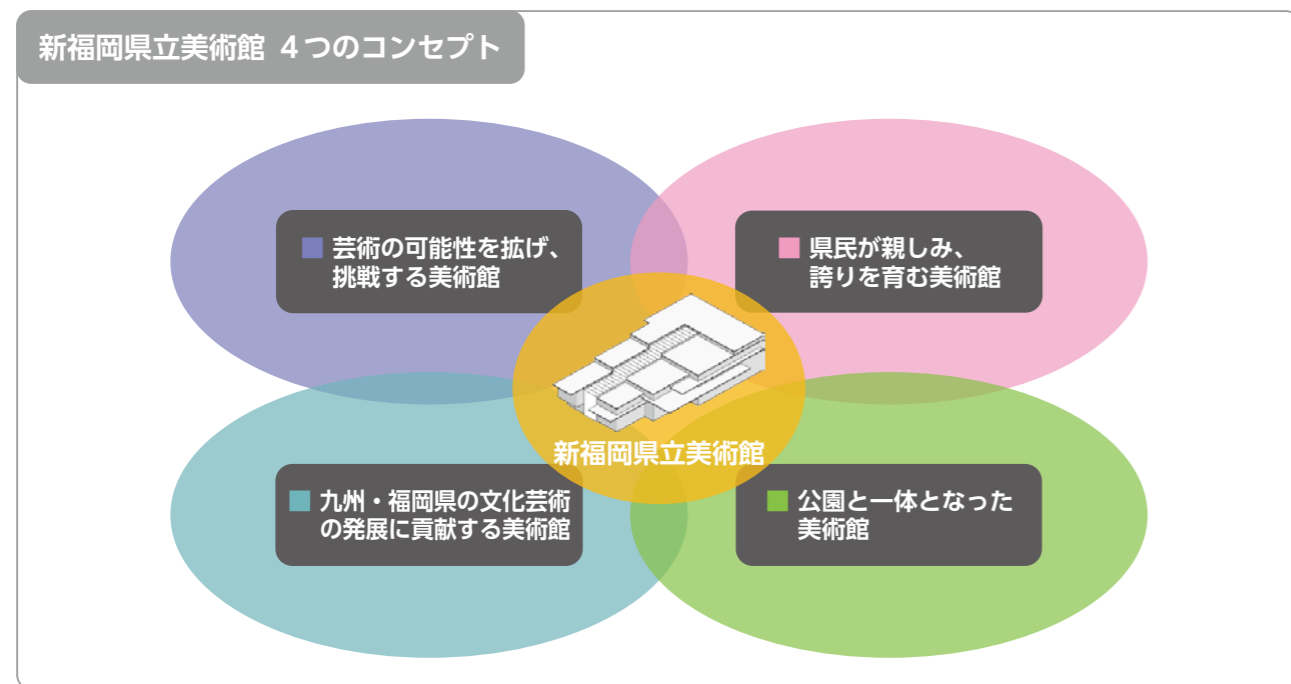 新福岡県立美術館 ４つのコンセプト
■ 芸術の可能性を拡げ、
挑戦する美術館
■ 県民が親しみ、
誇りを育む美術館
新福岡県立美術館
■ 九州・福岡県の文化芸術
の発展に貢献する美術館
■ 公園と一体となった
美術館